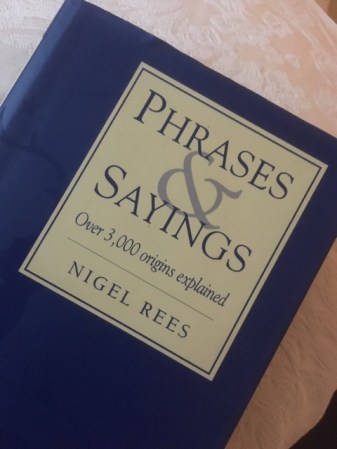 PHRASES
&
SAYINGS
Over 3,000 origins explained
NIGEL REES